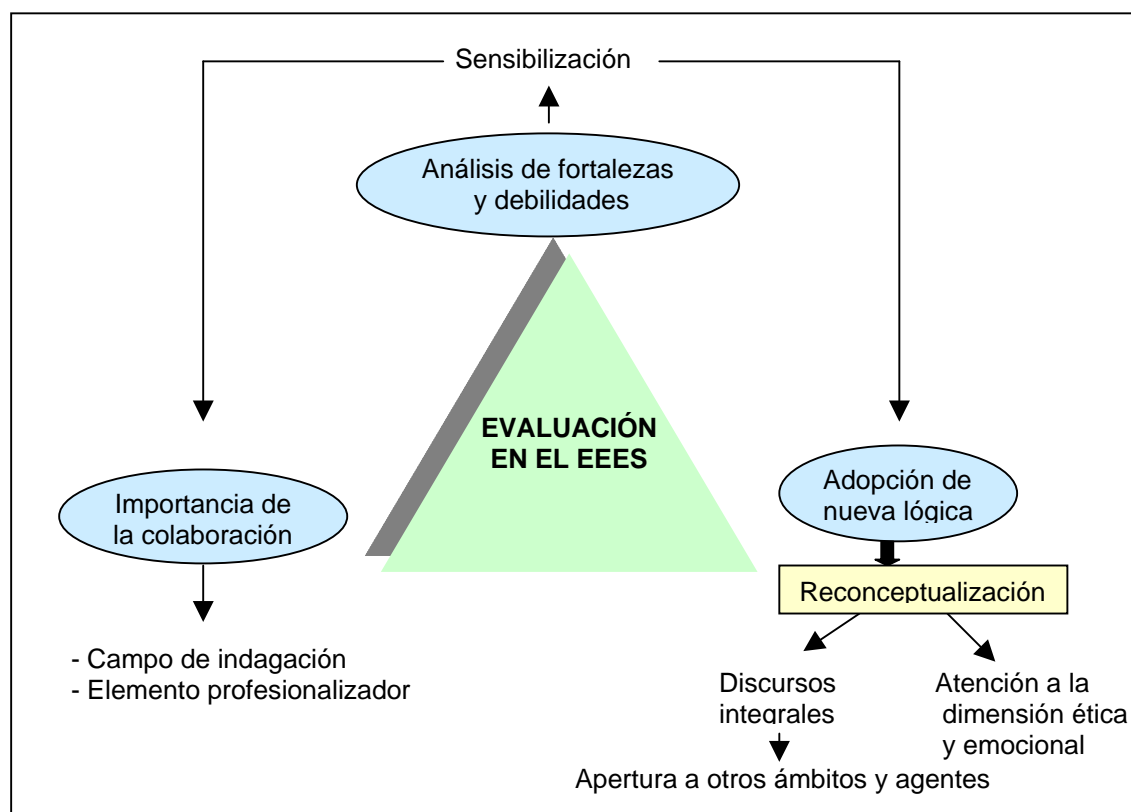 Sensibilización
Análisis de fortalezas
y debilidades
EVALUACIÓN
EN EL EEES
Importancia de
la colaboración
- Campo de indagación
- Elemento profesionalizador
Adopción de
nueva lógica
Reconceptualización
Discursos
integrales
Atención a la
dimensión ética
y emocional
Apertura a otros ámbitos y agentes